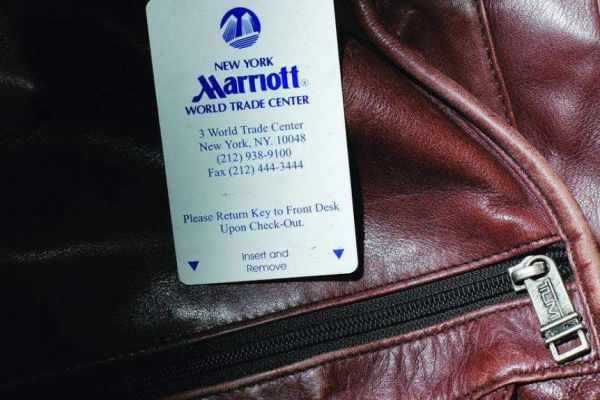 NEW YORK
Marriott®
WORLD TRADE CENTER
3 World Trade Center
New York, NY. 10048
(212) 938-9100
Fax (212) 444-3444
Please Return Key to Front Desk
Upon Check-Out.
Insert and
Remove
TUMI